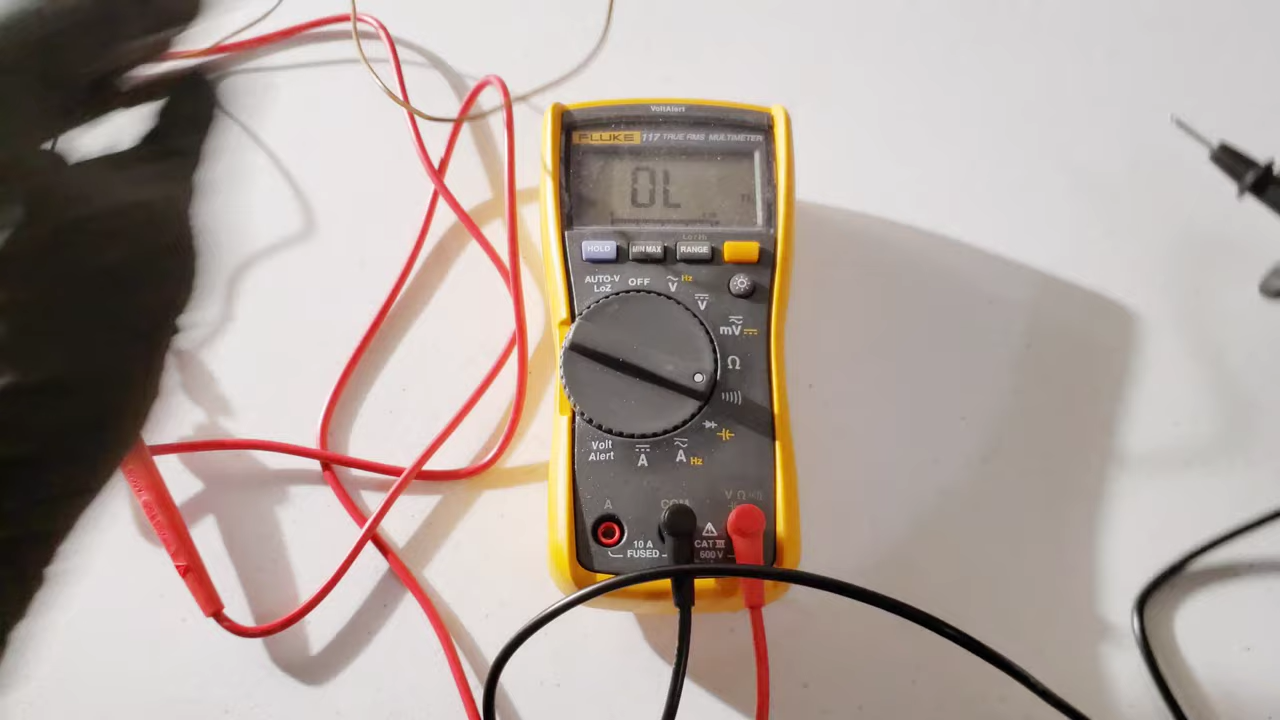 VoltAlert
FLUKE 117 TRUE RMS MULTIMETER
OL
HOLD MIN MAX RANGE
AUTO-V
LoZ
OFF
V Hz
V
mV
Ω
Volt
Alert
A
A Hz
A COM V Ω
10 A
FUSED
CAT III
600 V